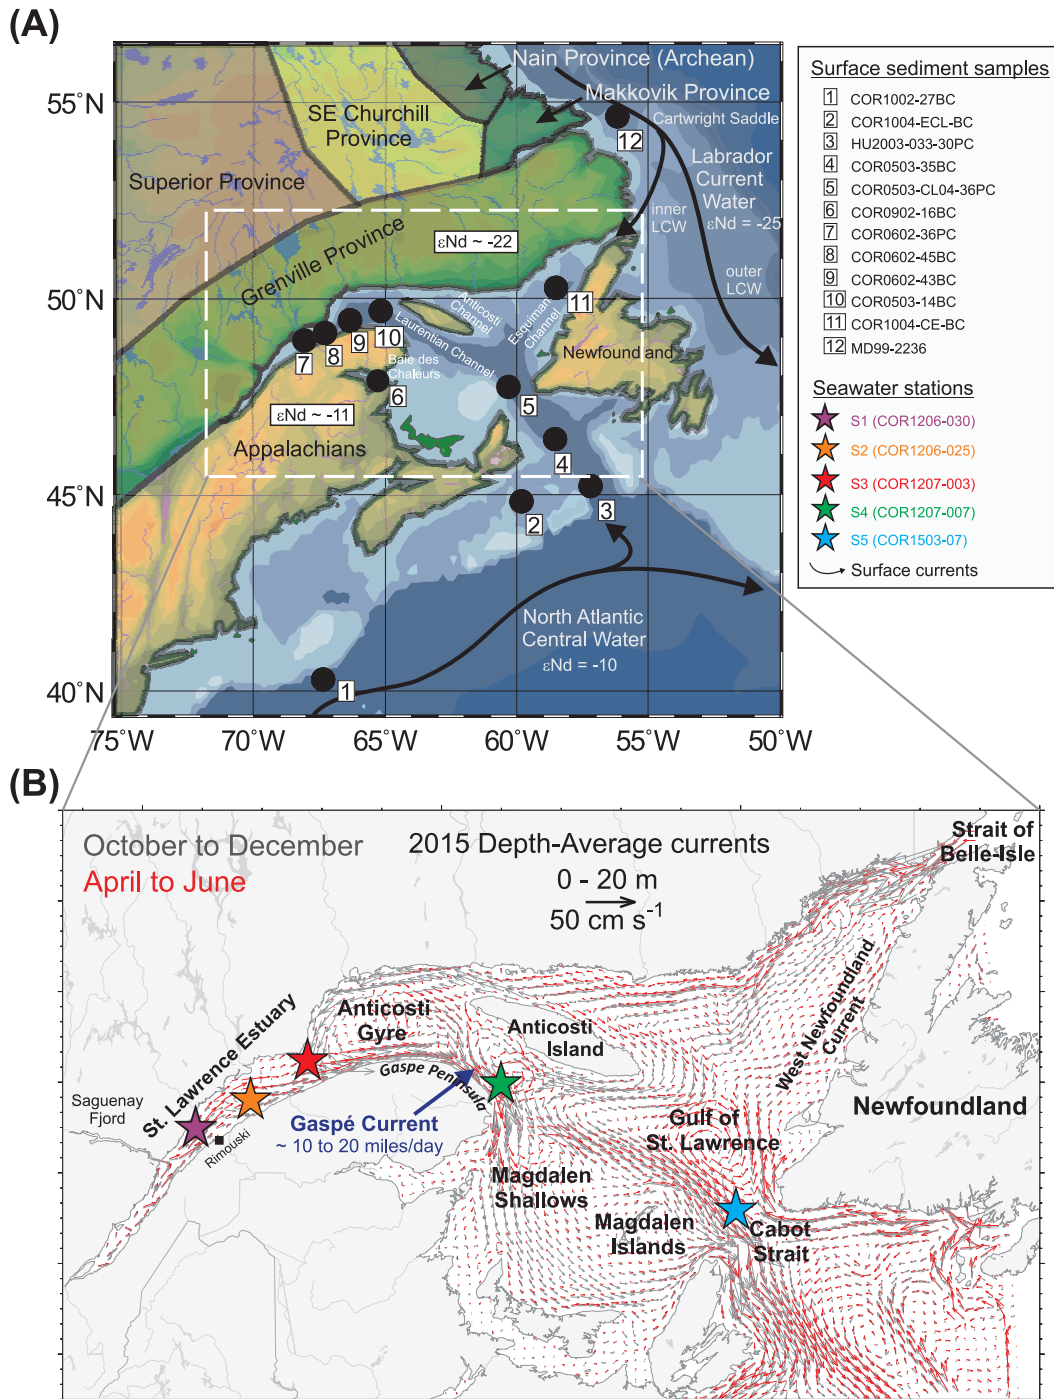 (A)
55°N
50°N
45°N
40°N
75°W
70°W
65°W
60°W
55°W
50°W
Nain Province (Archean)
Makkovik Province
SE Churchill
Province
Superior Province
Grenville Province
Cartwright Saddle
12
Labrador
Current
Water
εNd = -25
inner
LCW
outer
LCW
εNd ~ -22
Anticosti
Channel
Esquiman
Channel
Laurentian Channel
11
10
9
8
7
Baie des
Chaleurs
6
Newfoundland
5
εNd ~ -11
Appalachians
4
3
2
North Atlantic
Central Water
εNd = -10
1
Surface sediment samples
1 COR1002-27BC
2 COR1004-ECL-BC
3 HU2003-033-30PC
4 COR0503-35BC
5 COR0503-CL04-36PC
6 COR0902-16BC
7 COR0602-36PC
8 COR0602-45BC
9 COR0602-43BC
10 COR0503-14BC
11 COR1004-CE-BC
12 MD99-2236
Seawater stations
S1 (COR1206-030)
S2 (COR1206-025)
S3 (COR1207-003)
S4 (COR1207-007)
S5 (COR1503-07)
Surface currents
(B)
October to December
April to June
2015 Depth-Average currents
0 - 20 m
50 cm s-1
Strait of
Belle-Isle
St. Lawrence Estuary
Anticosti
Gyre
Anticosti
Island
West Newfoundland
Current
Saguenay
Fjord
Rimouski
Gaspe Peninsula
Gaspé Current
~ 10 to 20 miles/day
Newfoundland
Gulf of
St. Lawrence
Magdalen
Shallows
Magdalen
Islands
Cabot
Strait